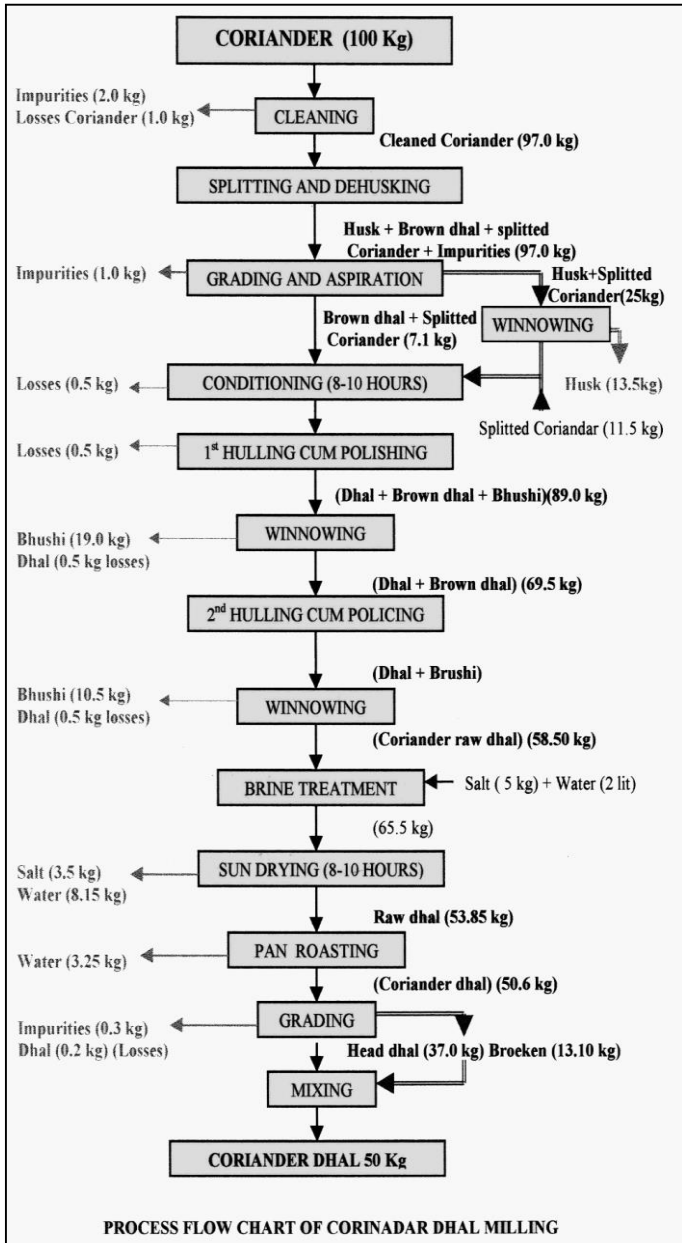 CORIANDER (100 Kg)
Impurities (2.0 kg)
Losses Coriander (1.0 kg)
CLEANING
Cleaned Coriander (97.0 kg)
SPLITTING AND DEHUSKING
Husk + Brown dhal + splitted
Coriander + Impurities (97.0 kg)
Impurities (1.0 kg)
GRADING AND ASPIRATION
Husk+Splitted
Coriander(25kg)
Brown dhal + Splitted
Coriander (7.1 kg)
WINNOWING
Husk (13.5kg)
Losses (0.5 kg)
CONDITIONING (8-10 HOURS)
Splitted Coriandar (11.5 kg)
Losses (0.5 kg)
1st HULLING CUM POLISHING
(Dhal + Brown dhal + Bhushi)(89.0 kg)
Bhushi (19.0 kg)
Dhal (0.5 kg losses)
WINNOWING
(Dhal + Brown dhal) (69.5 kg)
2nd HULLING CUM POLICING
(Dhal + Brushi)
Bhushi (10.5 kg)
Dhal (0.5 kg losses)
WINNOWING
(Coriander raw dhal) (58.50 kg)
BRINE TREATMENT
Salt ( 5 kg) + Water (2 lit)
(65.5 kg)
Salt (3.5 kg)
Water (8.15 kg)
SUN DRYING (8-10 HOURS)
Raw dhal (53.85 kg)
Water (3.25 kg)
PAN ROASTING
(Coriander dhal) (50.6 kg)
Impurities (0.3 kg)
Dhal (0.2 kg) (Losses)
GRADING
Head dhal (37.0 kg) Broeken (13.10 kg)
MIXING
CORIANDER DHAL 50 Kg
PROCESS FLOW CHART OF CORINADAR DHAL MILLING